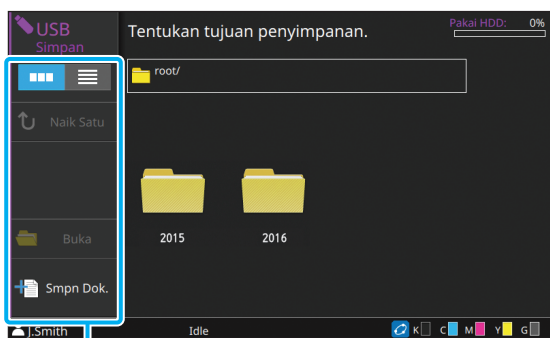 USB
Simpan
Tentukan tujuan penyimpanan.
Pakai HDD: 0%
root/
Naik Satu
2015
2016
Buka
Smpn Dok.
J.Smith
Idle
K C M Y G